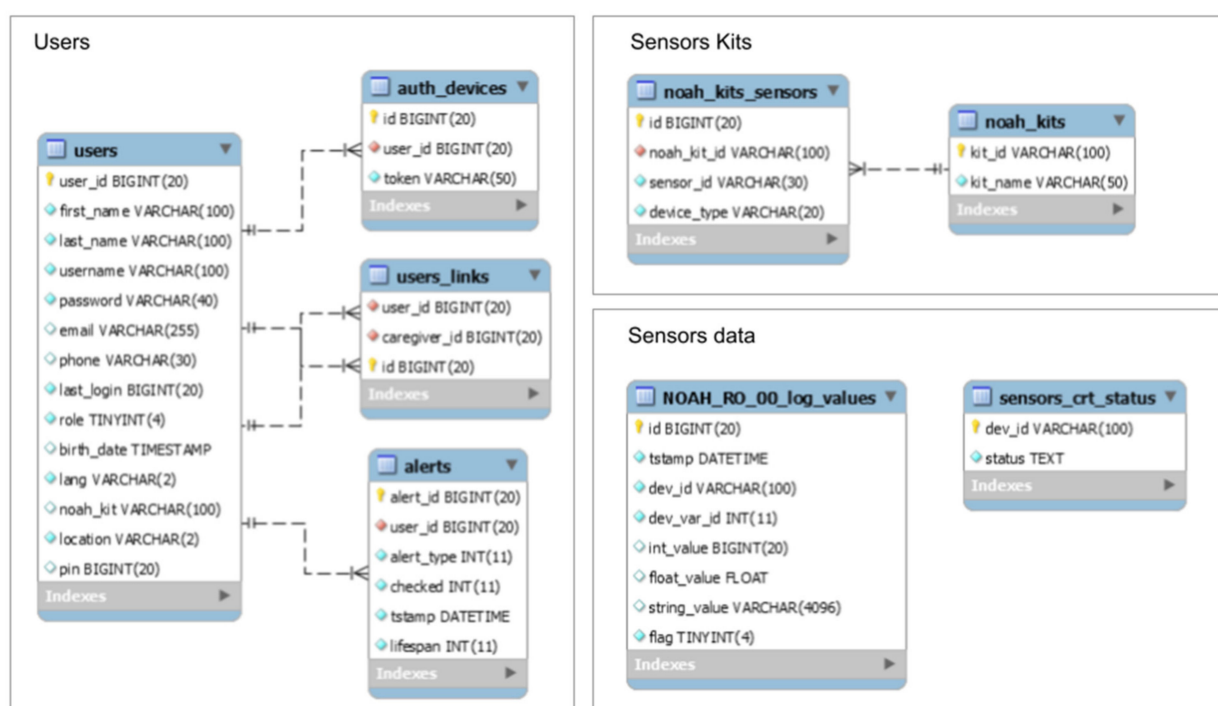 Users
users
user_id BIGINT(20)
first_name VARCHAR(100)
last_name VARCHAR(100)
username VARCHAR(100)
password VARCHAR(40)
email VARCHAR(255)
phone VARCHAR(30)
last_login BIGINT(20)
role TINYINT(4)
birth_date TIMESTAMP
lang VARCHAR(2)
noah_kit VARCHAR(100)
location VARCHAR(2)
pin BIGINT(20)
Indexes
auth_devices
id BIGINT(20)
user_id BIGINT(20)
token VARCHAR(50)
Indexes
users_links
user_id BIGINT(20)
caregiver_id BIGINT(20)
id BIGINT(20)
Indexes
alerts
alert_id BIGINT(20)
user_id BIGINT(20)
alert_type INT(11)
checked INT(11)
tstamp DATETIME
lifespan INT(11)
Indexes
Sensors Kits
noah_kits_sensors
id BIGINT(20)
noah_kit_id VARCHAR(100)
sensor_id VARCHAR(30)
device_type VARCHAR(20)
Indexes
noah_kits
kit_id VARCHAR(100)
kit_name VARCHAR(50)
Indexes
Sensors data
NOAH_RO_00_log_values
id BIGINT(20)
tstamp DATETIME
dev_id VARCHAR(100)
dev_var_id INT(11)
int_value BIGINT(20)
float_value FLOAT
string_value VARCHAR(4096)
flag TINYINT(4)
Indexes
sensors_crt_status
dev_id VARCHAR(100)
status TEXT
Indexes